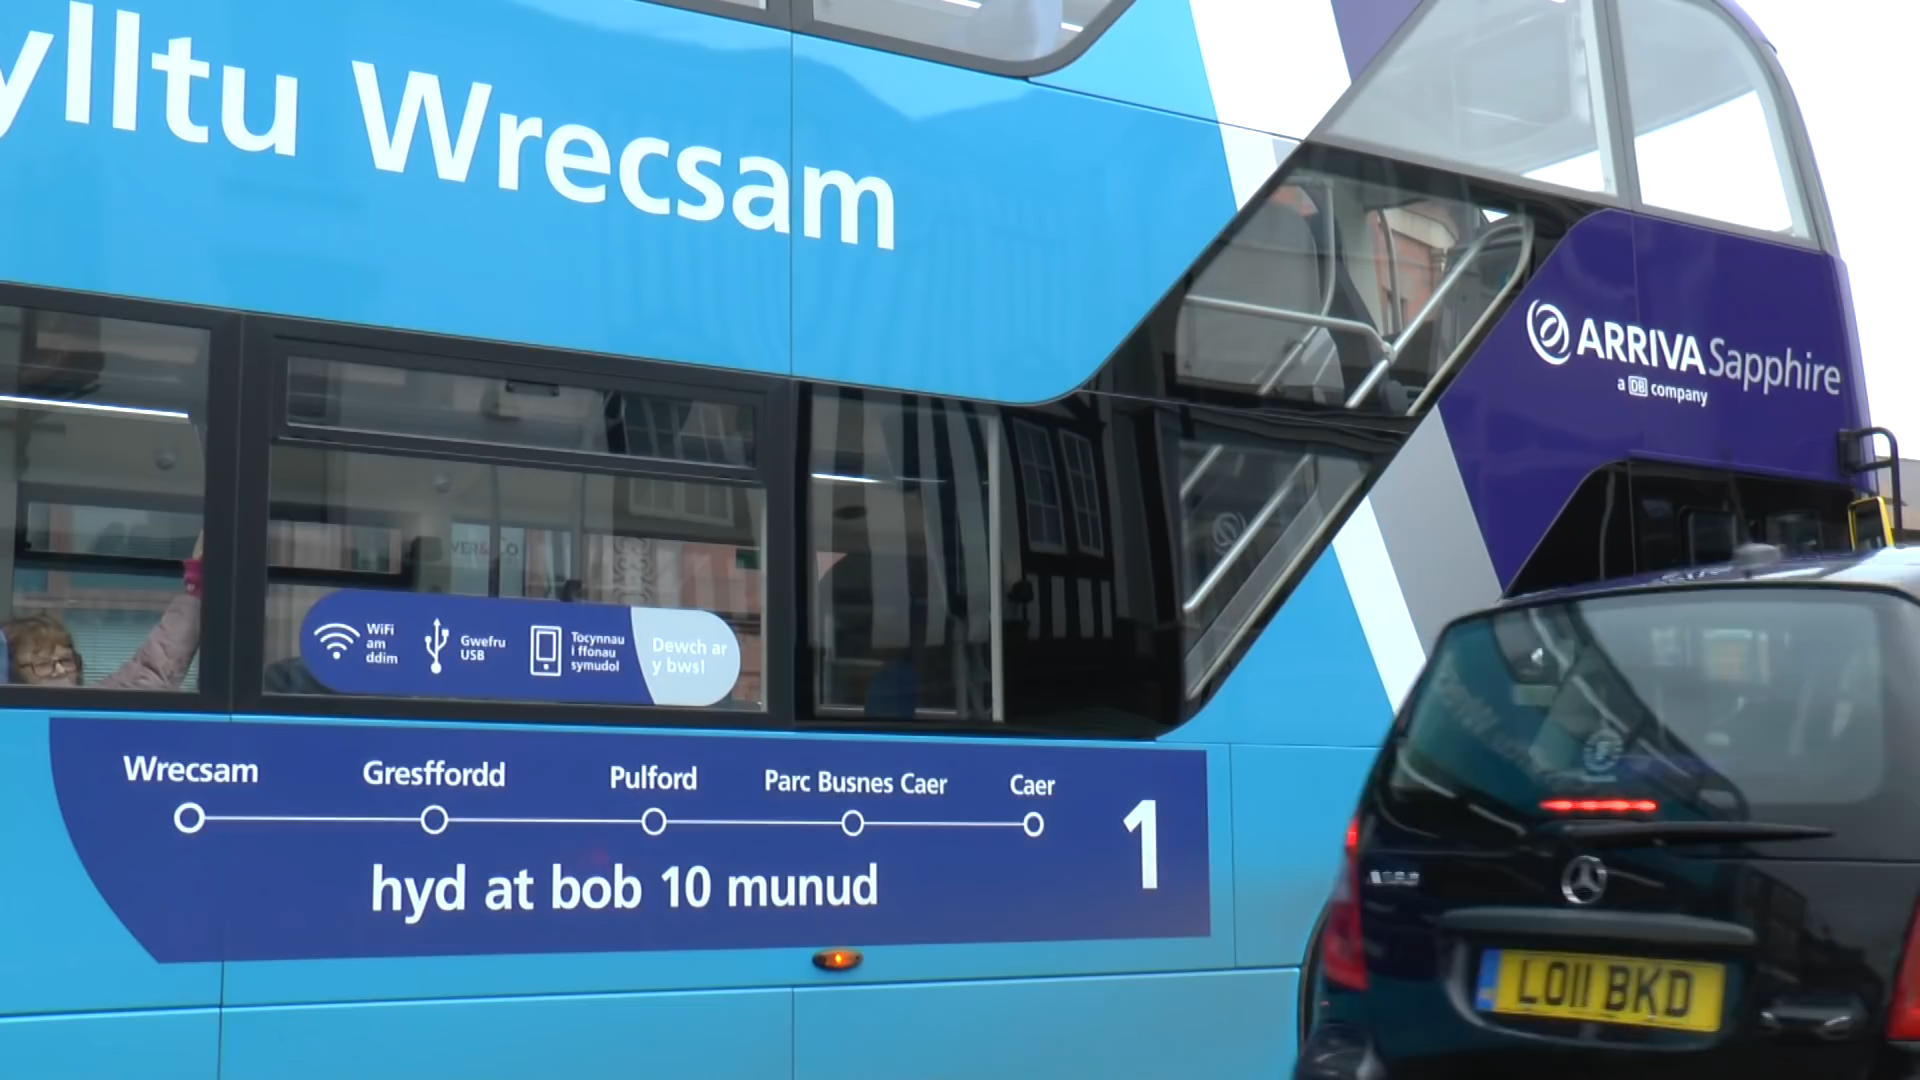 ylltu Wrecsam
ARRIVA Sapphire
a DB company
WiFi
am
ddim
Gwefru
USB
Tocynnau
i ffonau
symudol
Dewch ar
y bws!
Wrecsam Gresffordd Pulford Parc Busnes Caer Caer
1
hyd at bob 10 munud
LO11 BKD